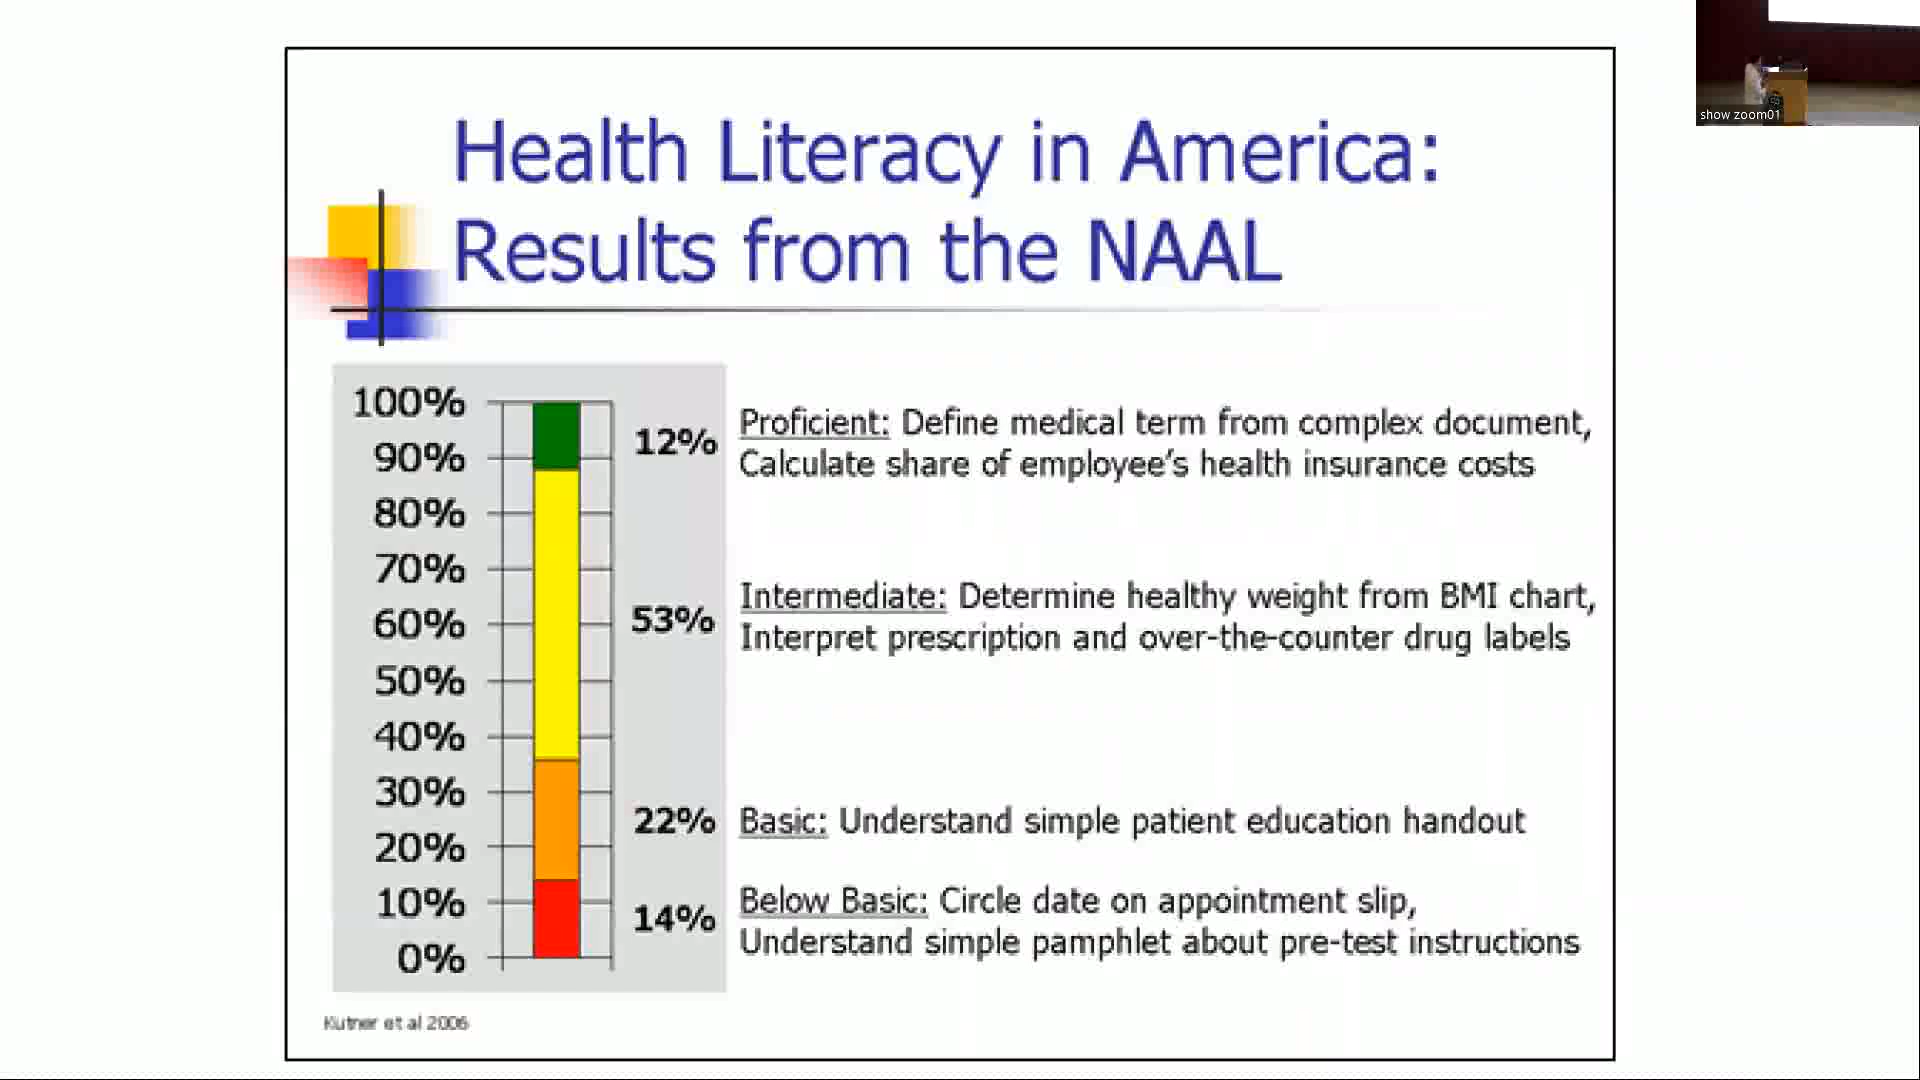 show zoom01
Health Literacy in America:
Results from the NAAL
100%
90%
80%
70%
60%
50%
40%
30%
20%
10%
0%
12%
Proficient: Define medical term from complex document,
Calculate share of employee's health insurance costs
53%
Intermediate: Determine healthy weight from BMI chart,
Interpret prescription and over-the-counter drug labels
22%
Basic: Understand simple patient education handout
14%
Below Basic: Circle date on appointment slip,
Understand simple pamphlet about pre-test instructions
Kutner et al 2006